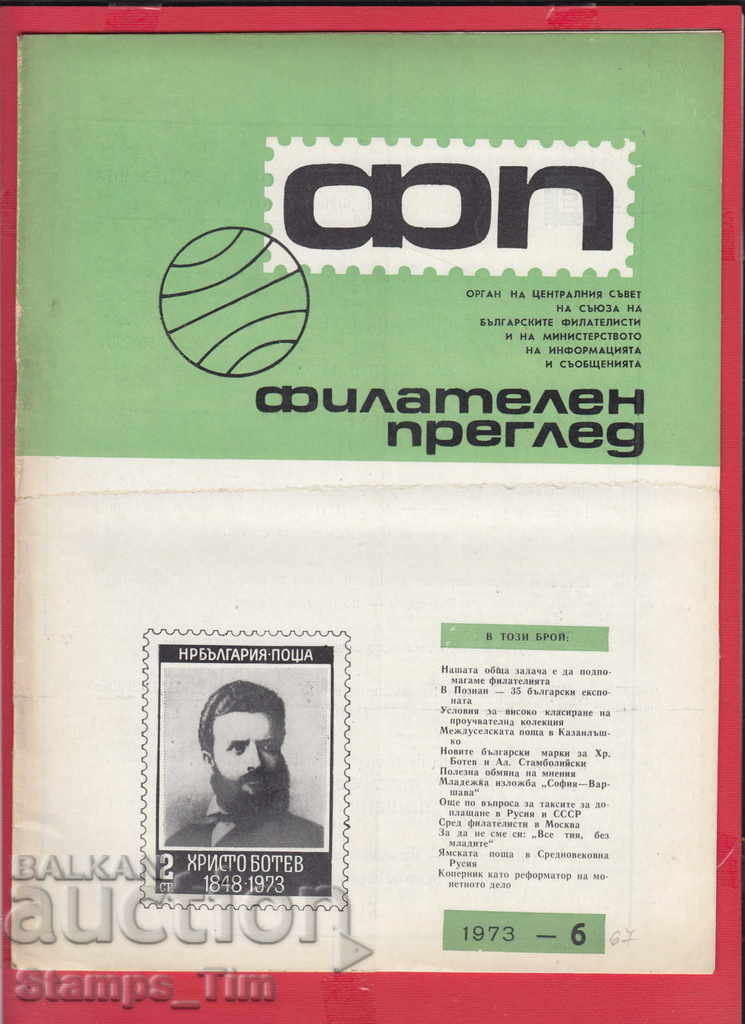 ФП
ОРГАН НА ЦЕНТРАЛНИЯ СЪВЕТ
НА СЪЮЗА НА
БЪЛГАРСКИТЕ ФИЛАТЕЛИСТИ
И НА МИНИСТЕРСТВОТО
НА ИНФОРМАЦИЯТА
И СЪОБЩЕНИЯТА
филателен
преглед
НРБЪЛГАРИЯ·ПОЩА
2 СТ.
ХРИСТО БОТЕВ
1848·1973
В ТОЗИ БРОЙ:
Нашата обща задача е да подпо-
магаме филателията
В Познан — 35 български експо-
ната
Условия за високо класиране на
проучвателна колекция
Междуселската поща в Казанлъш-
ко
Новите български марки за Хр.
Ботев и Ал. Стамболийски
Полезна обмяна на мнения
Младежка изложба „София—Вар-
шава“
Още по въпроса за таксите за до-
плащане в Русия и СССР
Сред филателисти в Москва
За да не сме си: „Все тия, без
младите“
Ямската поща в Средновековна
Русия
Коперник като реформатор на мо-
нетното дело
1973 — 6
67
BALKAN
auction
Stamps_Tim